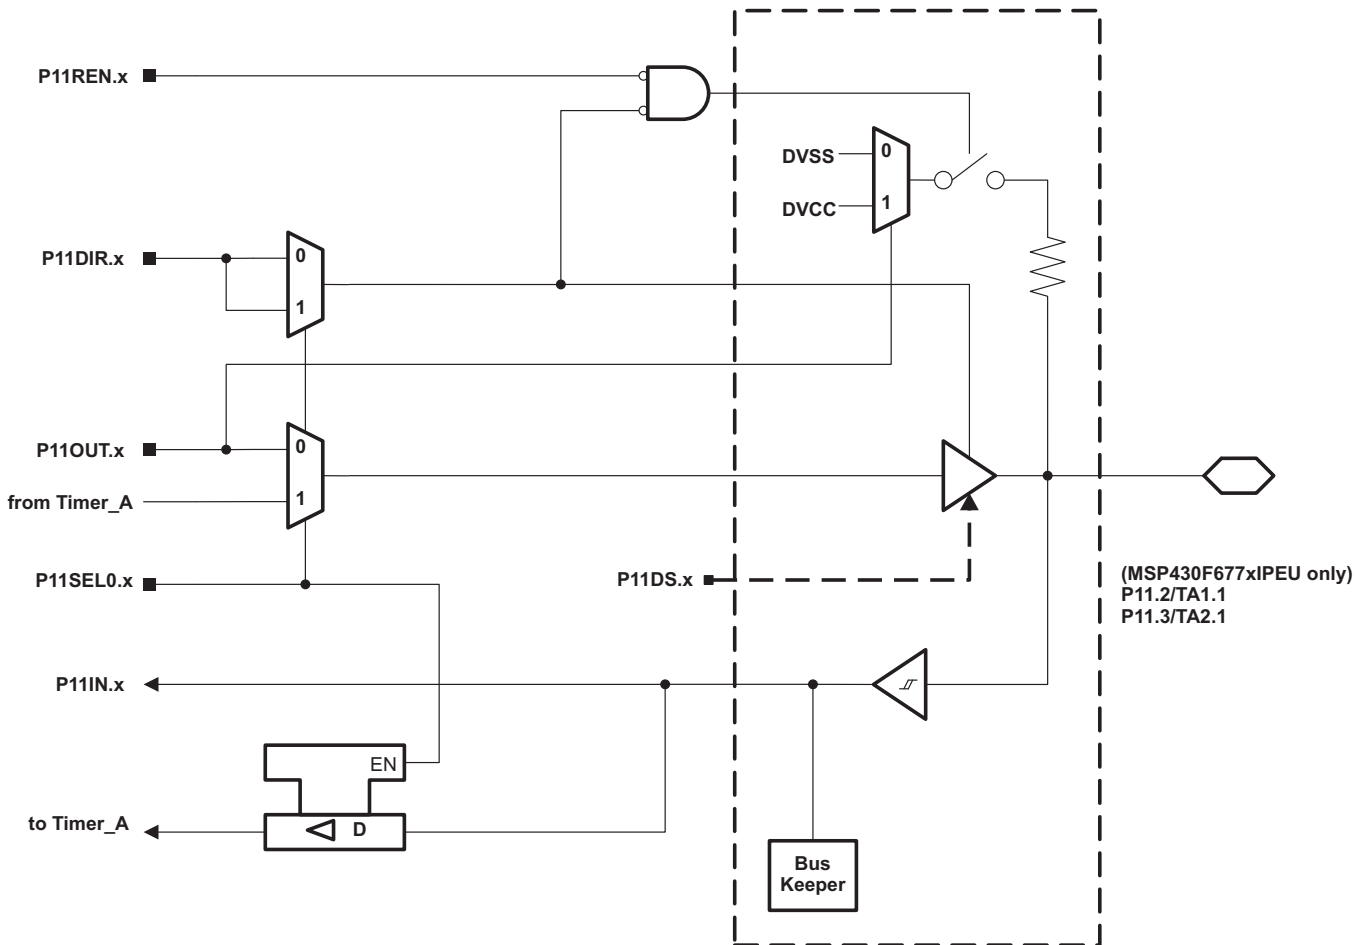 P11REN.x
DVSS
0
DVCC
1
P11DIR.x
0
1
P11OUT.x
0
from Timer_A
1
P11SEL0.x
P11DS.x
(MSP430F677xIPEU only)
P11.2/TA1.1
P11.3/TA2.1
P11IN.x
EN
to Timer_A
D
Bus
Keeper